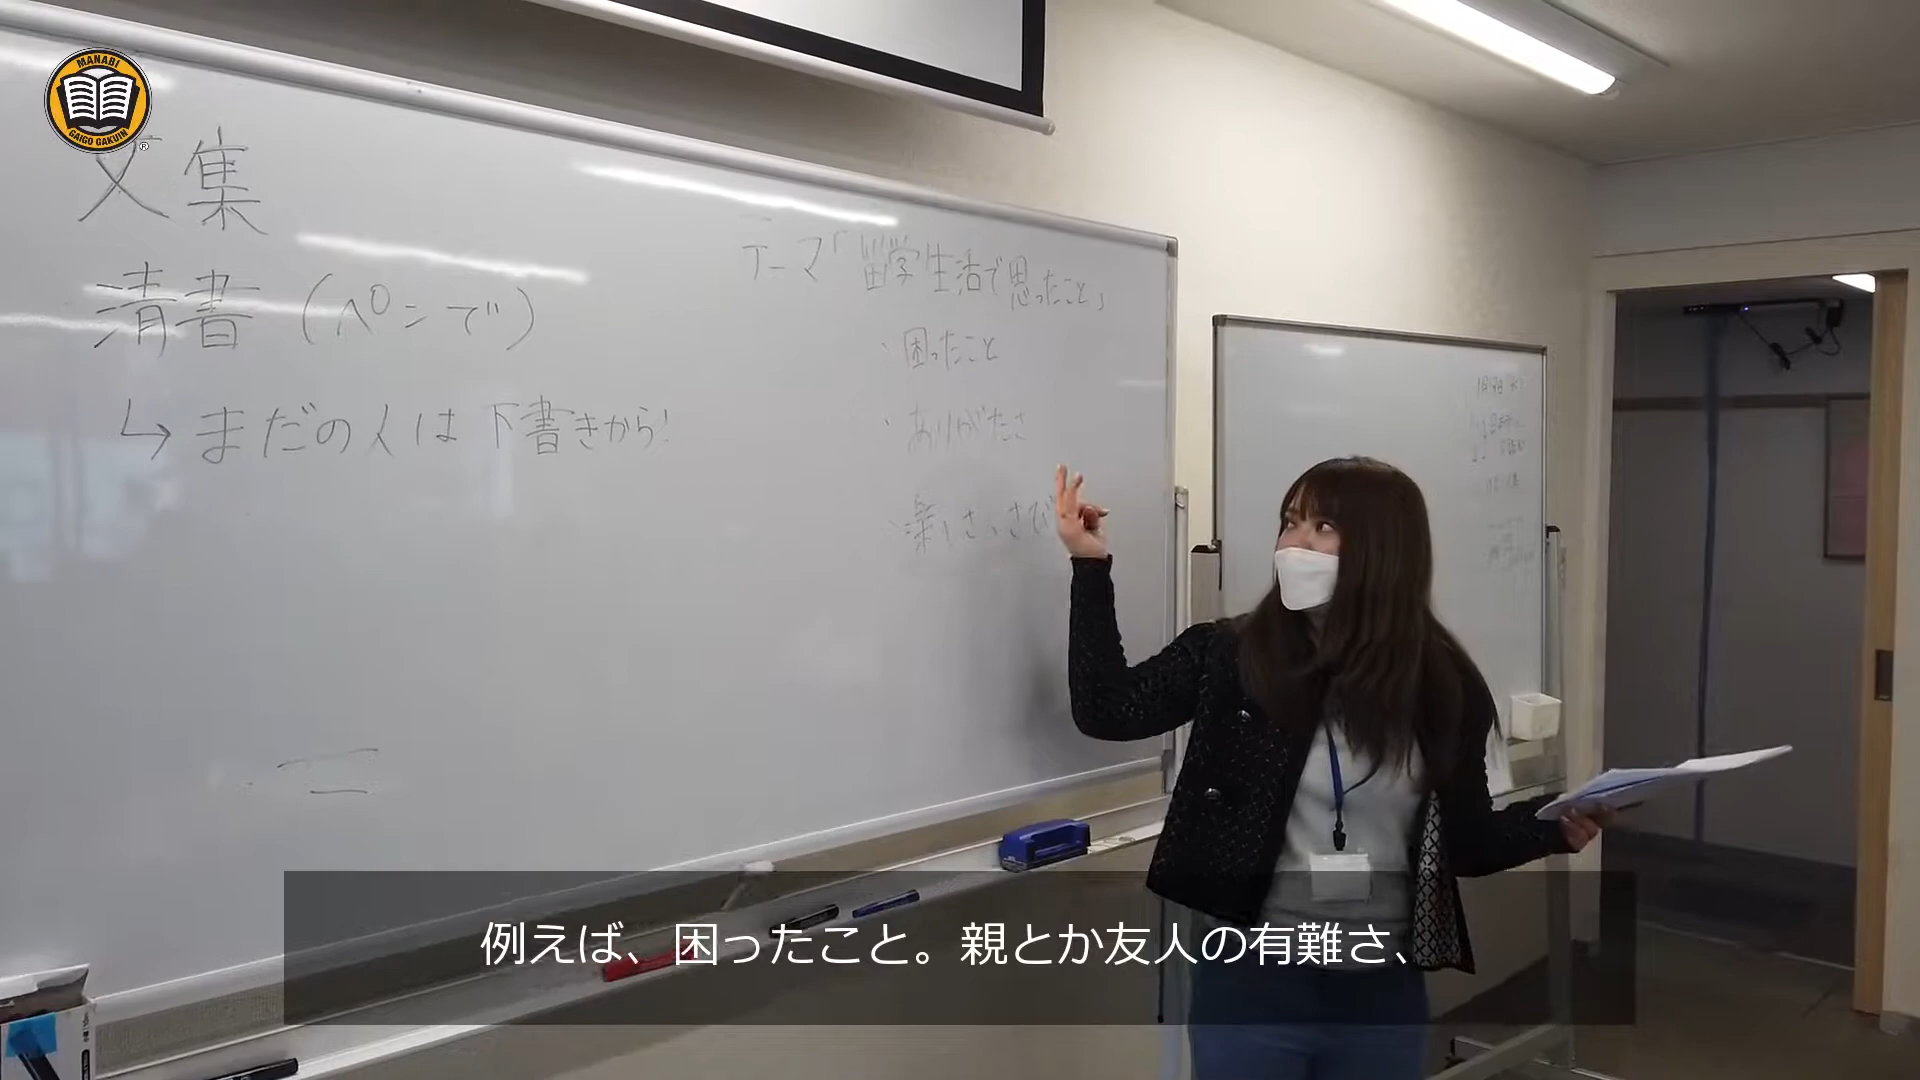 MANABI
GAIGO GAKUIN
®
文集
清書（ペンで）
↳まだの人は下書きから!
テーマ「留学生活で思ったこと」
・困ったこと
・ありがたさ
・楽しさ、さび
例えば、困ったこと。親とか友人の有難さ、